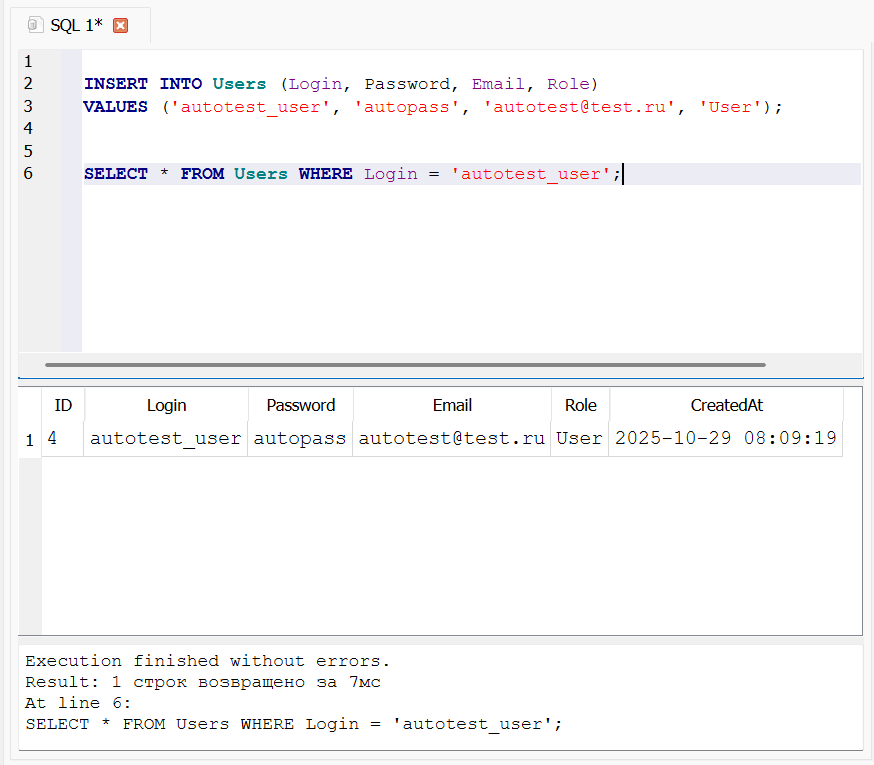 SQL 1*
1
2 INSERT INTO Users (Login, Password, Email, Role)
3 VALUES ('autotest_user', 'autopass', 'autotest@test.ru', 'User');
4
5
6 SELECT * FROM Users WHERE Login = 'autotest_user';
ID Login Password Email Role CreatedAt
1 4 autotest_user autopass autotest@test.ru User 2025-10-29 08:09:19
Execution finished without errors.
Result: 1 строк возвращено за 7мс
At line 6:
SELECT * FROM Users WHERE Login = 'autotest_user';